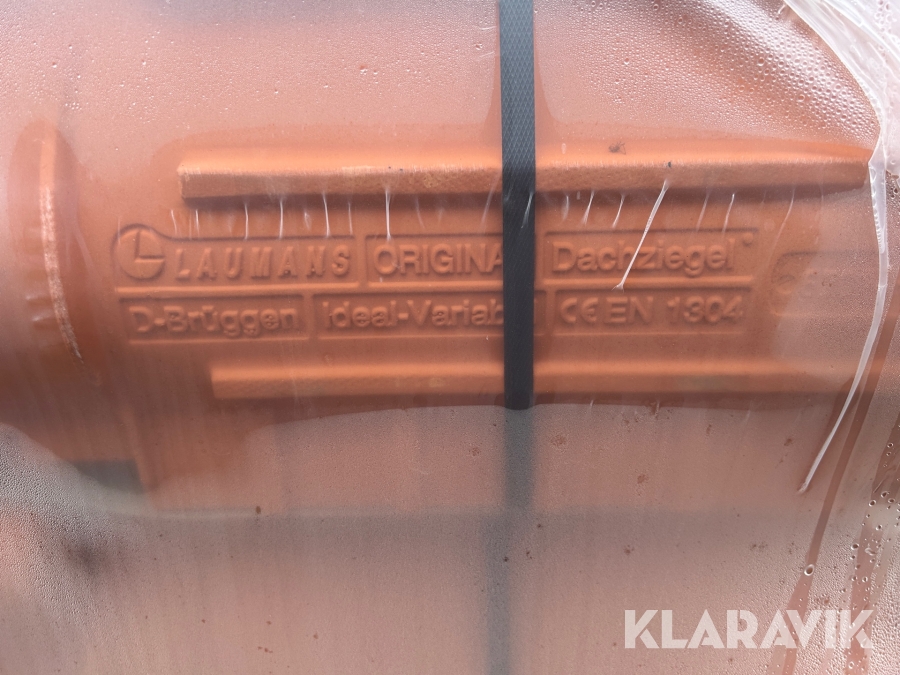 LAUMANS ORIGINA Dachziegel
D-Brüggen Ideal-Variab CE EN 1304
KLARAVIK